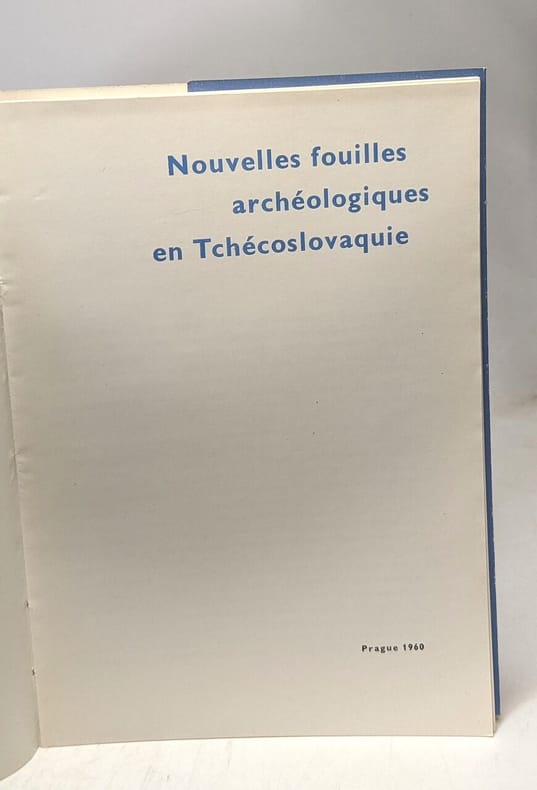 Nouvelles fouilles
archéologiques
en Tchécoslovaquie
Prague 1960